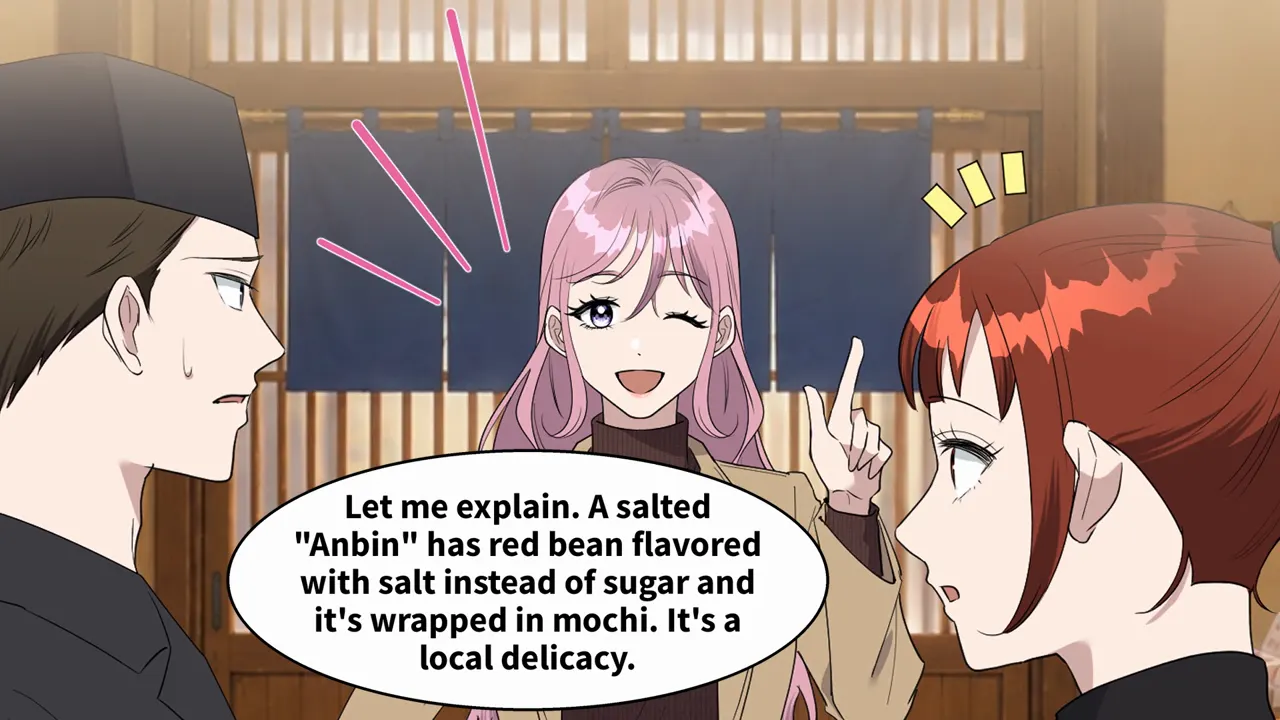 Let me explain. A salted
"Anbin" has red bean flavored
with salt instead of sugar and
it's wrapped in mochi. It's a
local delicacy.